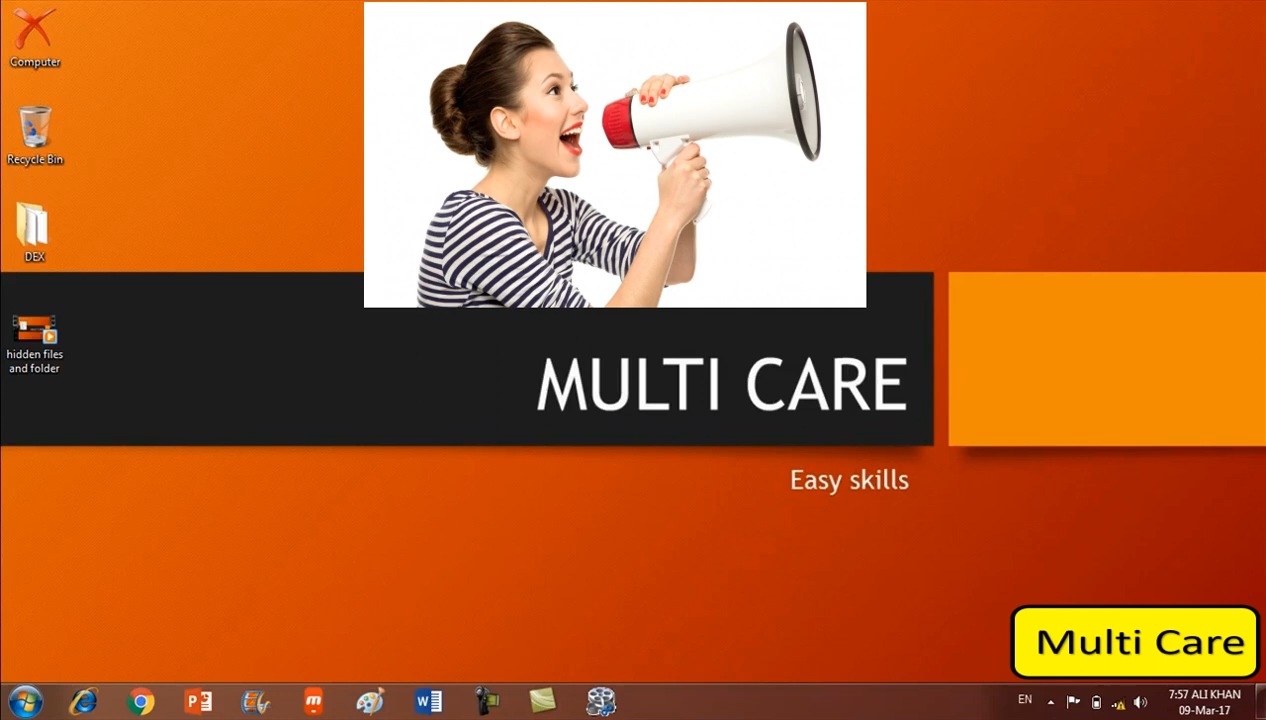 Computer
Recycle Bin
DEX
hidden files
and folder
MULTI CARE
Easy skills
Multi Care
EN
7:57 ALI KHAN
09-Mar-17